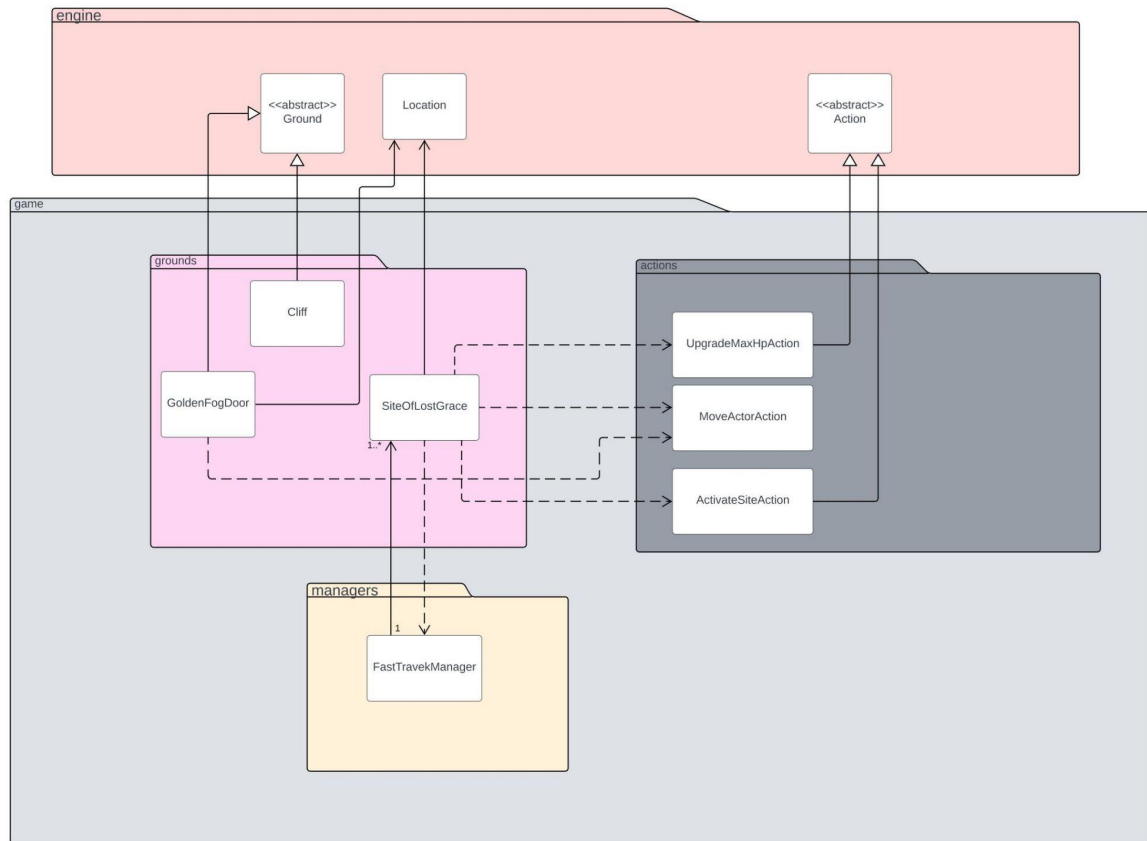 engine
<<abstract>>
Ground
Location
<<abstract>>
Action
game
grounds
actions
Cliff
UpgradeMaxHpAction
GoldenFogDoor
SiteOfLostGrace
MoveActorAction
1..*
ActivateSiteAction
managers
1
FastTravekManager